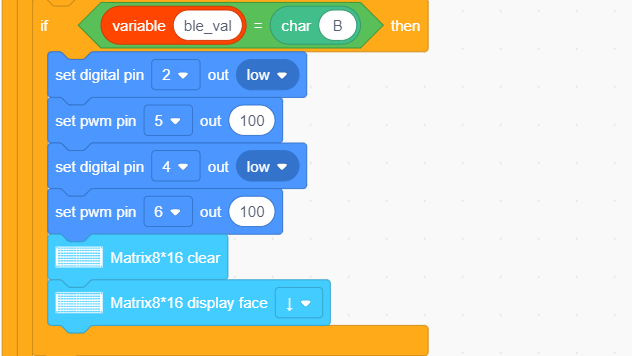 if variable ble_val = char B then
set digital pin 2 out low
set pwm pin 5 out 100
set digital pin 4 out low
set pwm pin 6 out 100
Matrix8*16 clear
Matrix8*16 display face ↓